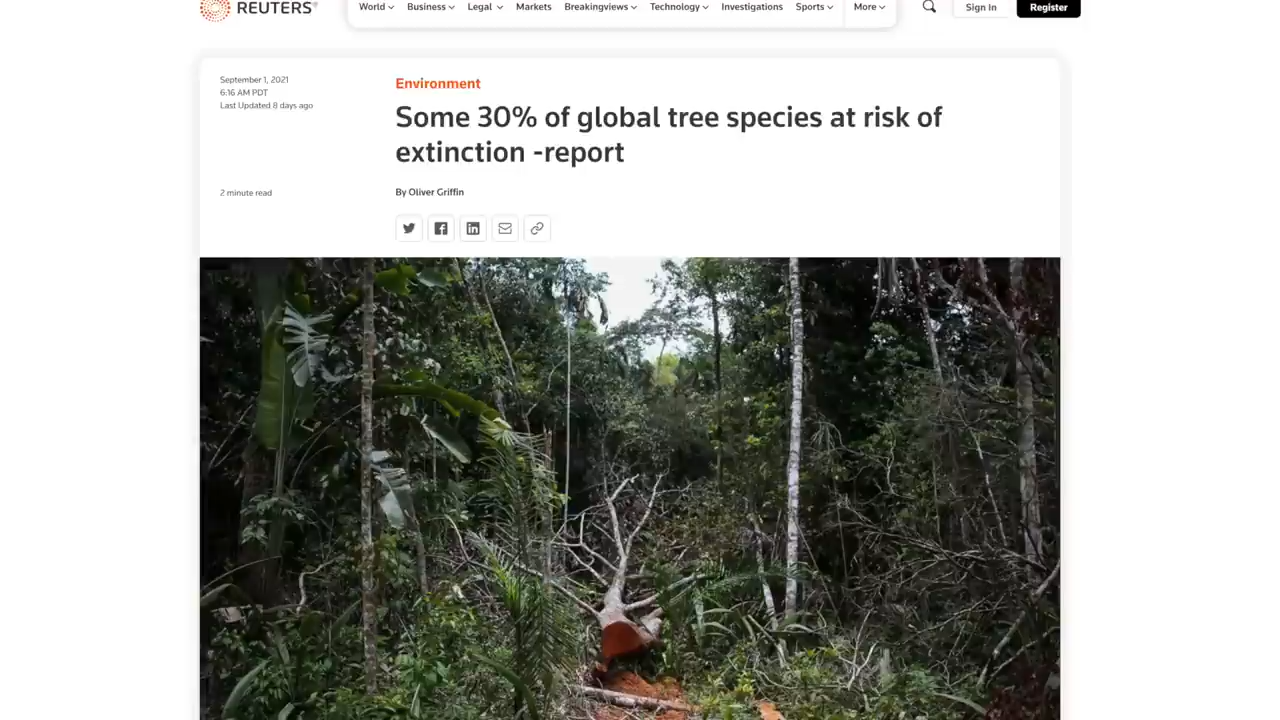 REUTERS®
World Business Legal Markets Breakingviews Technology Investigations Sports More Sign In Register
September 1, 2021
6:16 AM PDT
Last Updated 8 days ago
Environment
Some 30% of global tree species at risk of
extinction -report
2 minute read
By Oliver Griffin